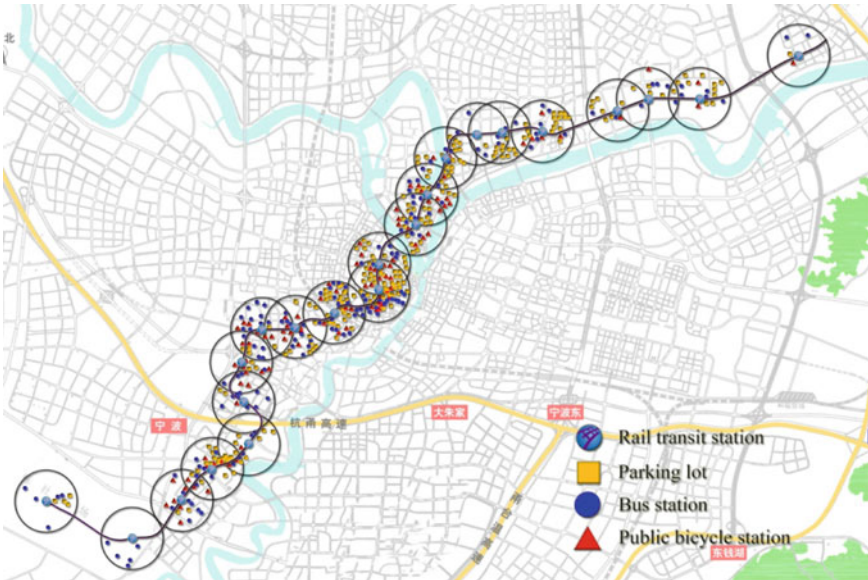 北
宁 波
杭甬高速
大朱家
宁波东
Rail transit station
Parking lot
Bus station
Public bicycle station
东钱湖